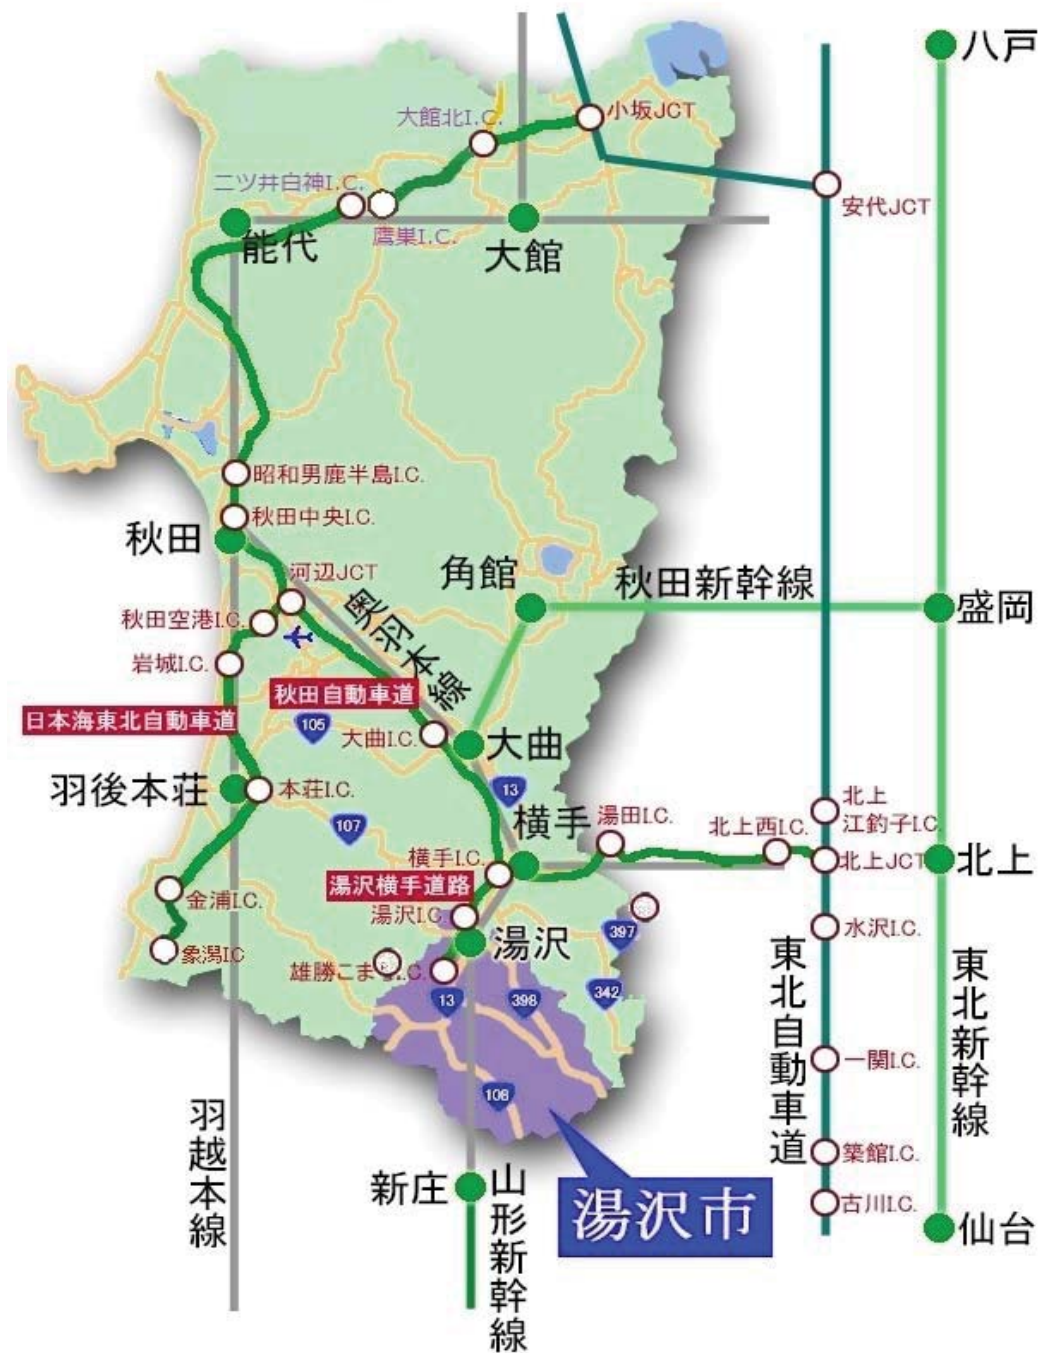 八戸
大館北I.C.
小坂JCT
二ツ井白神I.C.
安代JCT
能代
鷹巣I.C.
大館
昭和男鹿半島I.C.
秋田中央I.C.
秋田
河辺JCT
角館
秋田新幹線
盛岡
秋田空港I.C.
奥羽本線
岩城I.C.
秋田自動車道
日本海東北自動車道
105
大曲I.C.
大曲
羽後本荘
本荘I.C.
13
107
横手
湯田I.C.
北上西I.C.
北上
江釣子I.C.
横手I.C.
北上JCT
北上
湯沢横手道路
金浦I.C.
湯沢I.C.
397
水沢I.C.
象潟I.C
湯沢
雄勝こまちI.C.
13
398
342
東北自動車道
東北新幹線
一関I.C.
108
羽越本線
築館I.C.
新庄
山形新幹線
湯沢市
古川I.C.
仙台